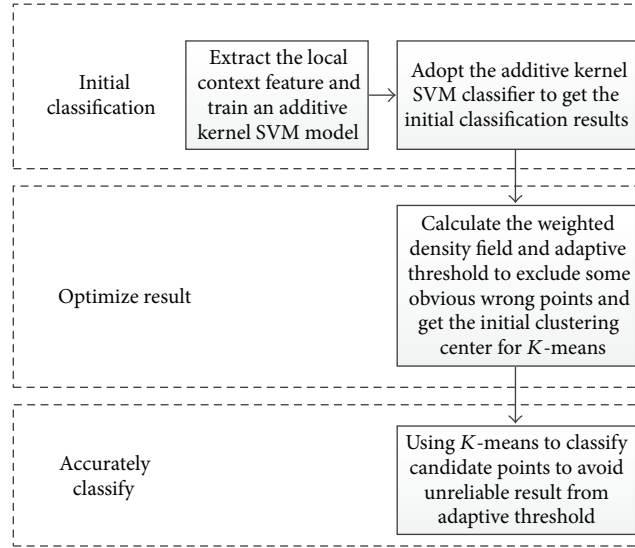 Initial
classification
Extract the local
context feature and
train an additive
kernel SVM model
Adopt the additive kernel
SVM classifier to get the
initial classification results
Optimize result
Calculate the weighted
density field and adaptive
threshold to exclude some
obvious wrong points and
get the initial clustering
center for K-means
Accurately
classify
Using K-means to classify
candidate points to avoid
unreliable result from
adaptive threshold